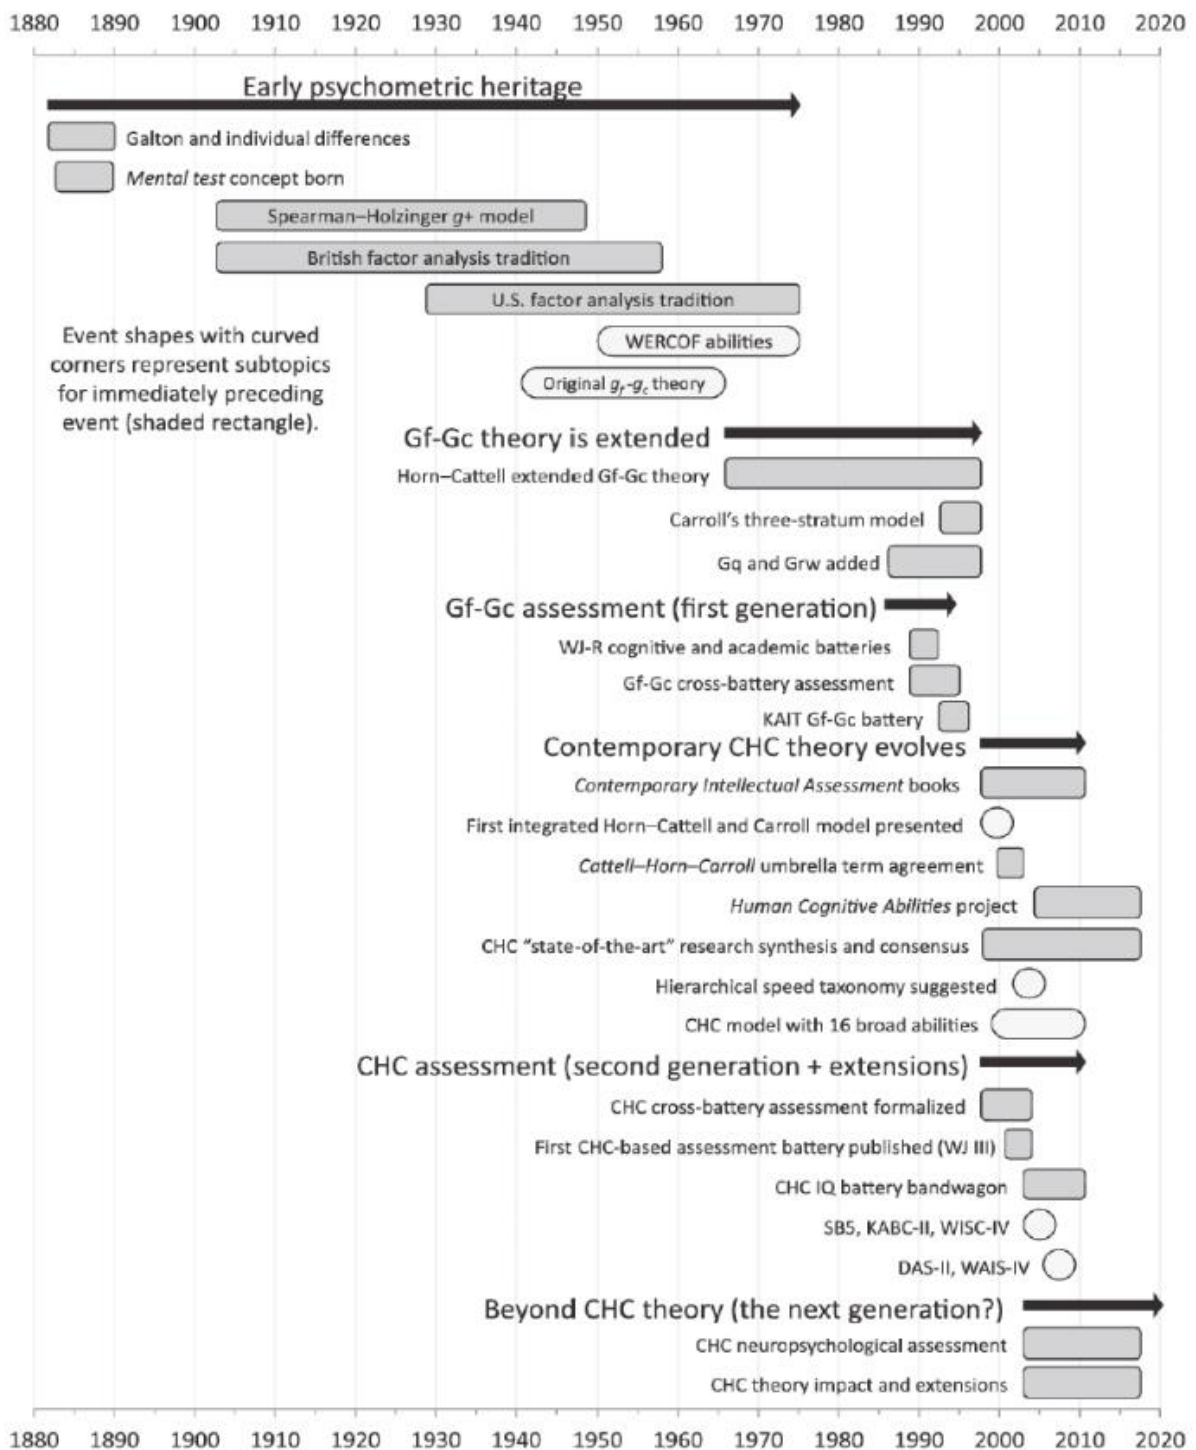 1880 1890 1900 1910 1920 1930 1940 1950 1960 1970 1980 1990 2000 2010 2020
Early psychometric heritage
Galton and individual differences
Mental test concept born
Spearman–Holzinger g+ model
British factor analysis tradition
U.S. factor analysis tradition
Event shapes with curved
corners represent subtopics
for immediately preceding
event (shaded rectangle).
WERCOF abilities
Original gf-gc theory
Gf-Gc theory is extended
Horn–Cattell extended Gf-Gc theory
Carroll's three-stratum model
Gq and Grw added
Gf-Gc assessment (first generation)
WJ-R cognitive and academic batteries
Gf-Gc cross-battery assessment
KAIT Gf-Gc battery
Contemporary CHC theory evolves
Contemporary Intellectual Assessment books
First integrated Horn–Cattell and Carroll model presented
Cattell–Horn–Carroll umbrella term agreement
Human Cognitive Abilities project
CHC “state-of-the-art” research synthesis and consensus
Hierarchical speed taxonomy suggested
CHC model with 16 broad abilities
CHC assessment (second generation + extensions)
CHC cross-battery assessment formalized
First CHC-based assessment battery published (WJ III)
CHC IQ battery bandwagon
SB5, KABC-II, WISC-IV
DAS-II, WAIS-IV
Beyond CHC theory (the next generation?)
CHC neuropsychological assessment
CHC theory impact and extensions
1880 1890 1900 1910 1920 1930 1940 1950 1960 1970 1980 1990 2000 2010 2020